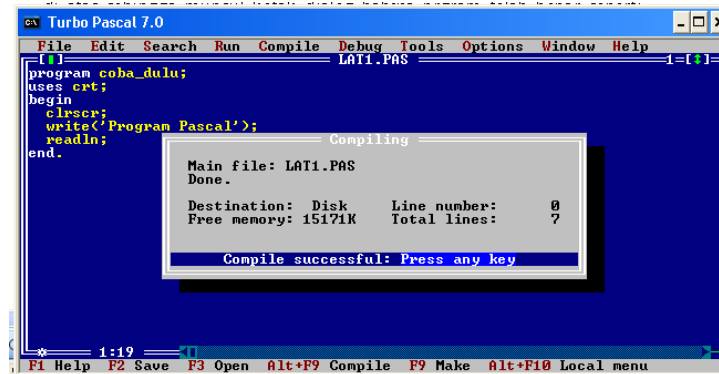 Turbo Pascal 7.0
File Edit Search Run Compile Debug Tools Options Window Help
LAT1.PAS 1=[↕]
program coba_dulu;
uses crt;
begin
clrscr;
write('Program Pascal');
readln;
end.
Compiling
Main file: LAT1.PAS
Done.
Destination: Disk Line number: 0
Free memory: 15171K Total lines: 7
Compile successful: Press any key
1:19
F1 Help F2 Save F3 Open Alt+F9 Compile F9 Make Alt+F10 Local menu